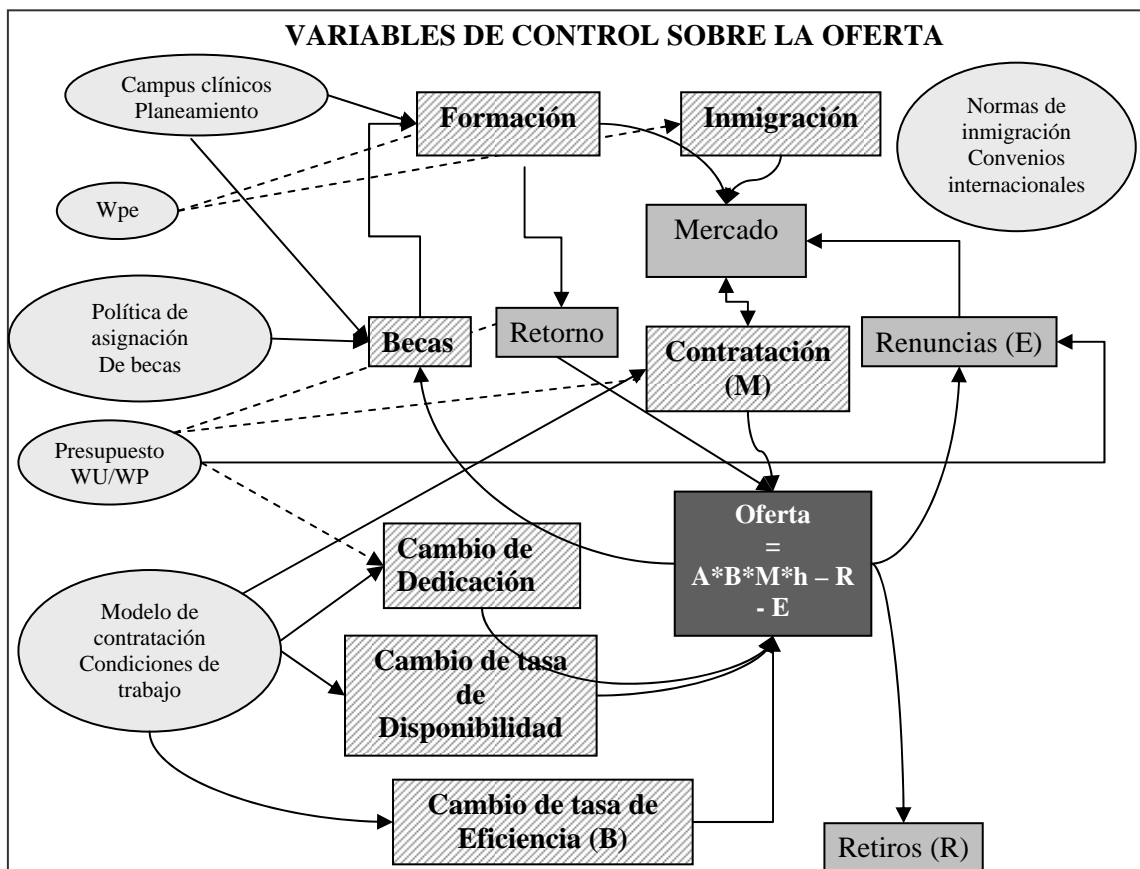 VARIABLES DE CONTROL SOBRE LA OFERTA
Campus clínicos
Planeamiento
Formación
Inmigración
Normas de
inmigración
Convenios
internacionales
Wpe
Mercado
Política de
asignación
De becas
Becas
Retorno
Contratación
(M)
Renuncias (E)
Presupuesto
WU/WP
Oferta
=
A*B*M*h – R
- E
Cambio de
Dedicación
Modelo de
contratación
Condiciones de
trabajo
Cambio de tasa
de
Disponibilidad
Cambio de tasa de
Eficiencia (B)
Retiros (R)